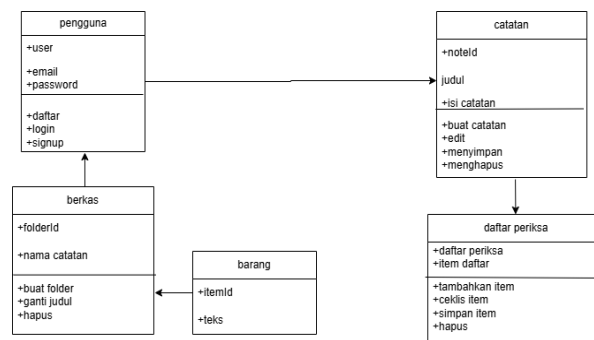 pengguna
+user
+email
+password
+daftar
+login
+signup
catatan
+noteId
judul
+isi catatan
+buat catatan
+edit
+menyimpan
+menghapus
berkas
+folderId
+nama catatan
+buat folder
+ganti judul
+hapus
barang
+itemId
+teks
daftar periksa
+daftar periksa
+item daftar
+tambahkan item
+ceklis item
+simpan item
+hapus